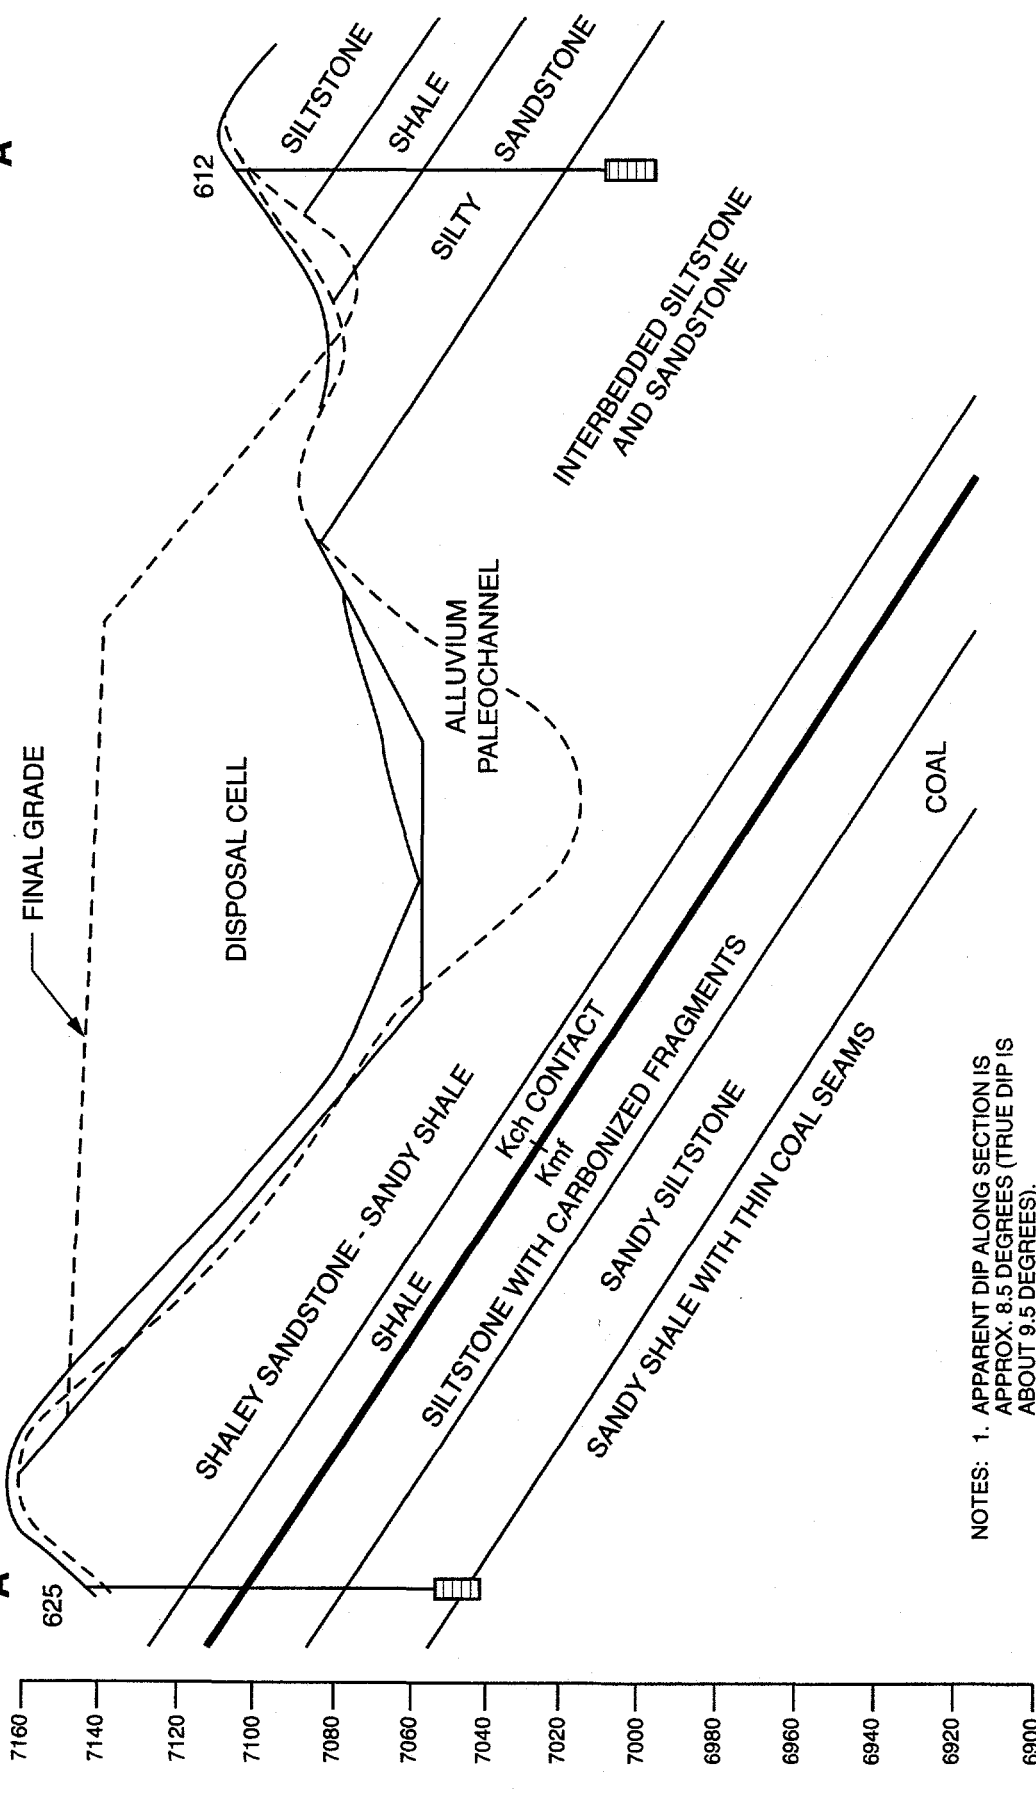 A
A
625
612
FINAL GRADE
DISPOSAL CELL
ALLUVIUM
PALEOCHANNEL
SILTSTONE
SHALE
SILTY SANDSTONE
INTERBEDDED SILTSTONE
AND SANDSTONE
SHALEY SANDSTONE - SANDY SHALE
SHALE
Kch CONTACT
Kmf
SILTSTONE WITH CARBONIZED FRAGMENTS
SANDY SILTSTONE
SANDY SHALE WITH THIN COAL SEAMS
COAL
7160
7140
7120
7100
7080
7060
7040
7020
7000
6980
6960
6940
6920
6900
NOTES: 1. APPARENT DIP ALONG SECTION IS
APPROX. 8.5 DEGREES (TRUE DIP IS
ABOUT 9.5 DEGREES).